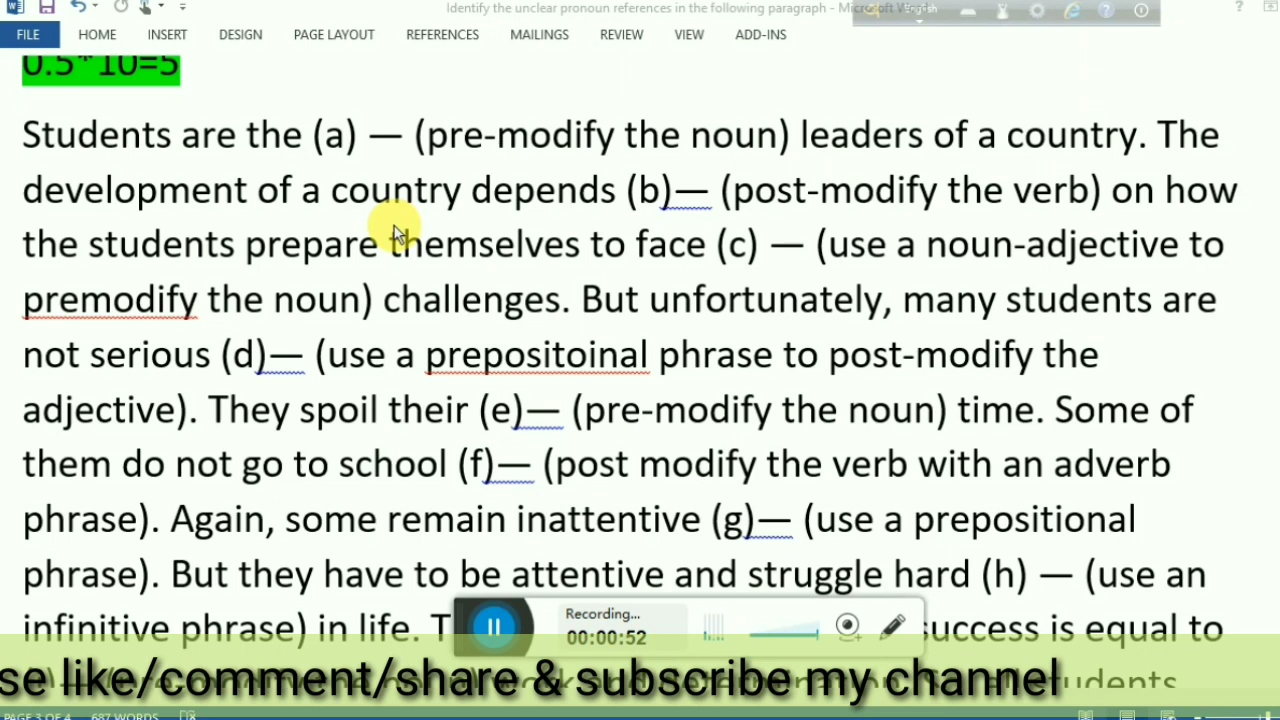 Identify the unclear pronoun references in the following paragraph - Microsoft W
English
FILE HOME INSERT DESIGN PAGE LAYOUT REFERENCES MAILINGS REVIEW VIEW ADD-INS
0.5*10=5
Students are the (a) — (pre-modify the noun) leaders of a country. The
development of a country depends (b)— (post-modify the verb) on how
the students prepare themselves to face (c) — (use a noun-adjective to
premodify the noun) challenges. But unfortunately, many students are
not serious (d)— (use a prepositoinal phrase to post-modify the
adjective). They spoil their (e)— (pre-modify the noun) time. Some of
them do not go to school (f)— (post modify the verb with an adverb
phrase). Again, some remain inattentive (g)— (use a prepositional
phrase). But they have to be attentive and struggle hard (h) — (use an
infinitive phrase) in life. T success is equal to
Recording...
00:00:52
se like/comment/share & subscribe my channel
students
PAGE 3 OF 4 687 WORDS